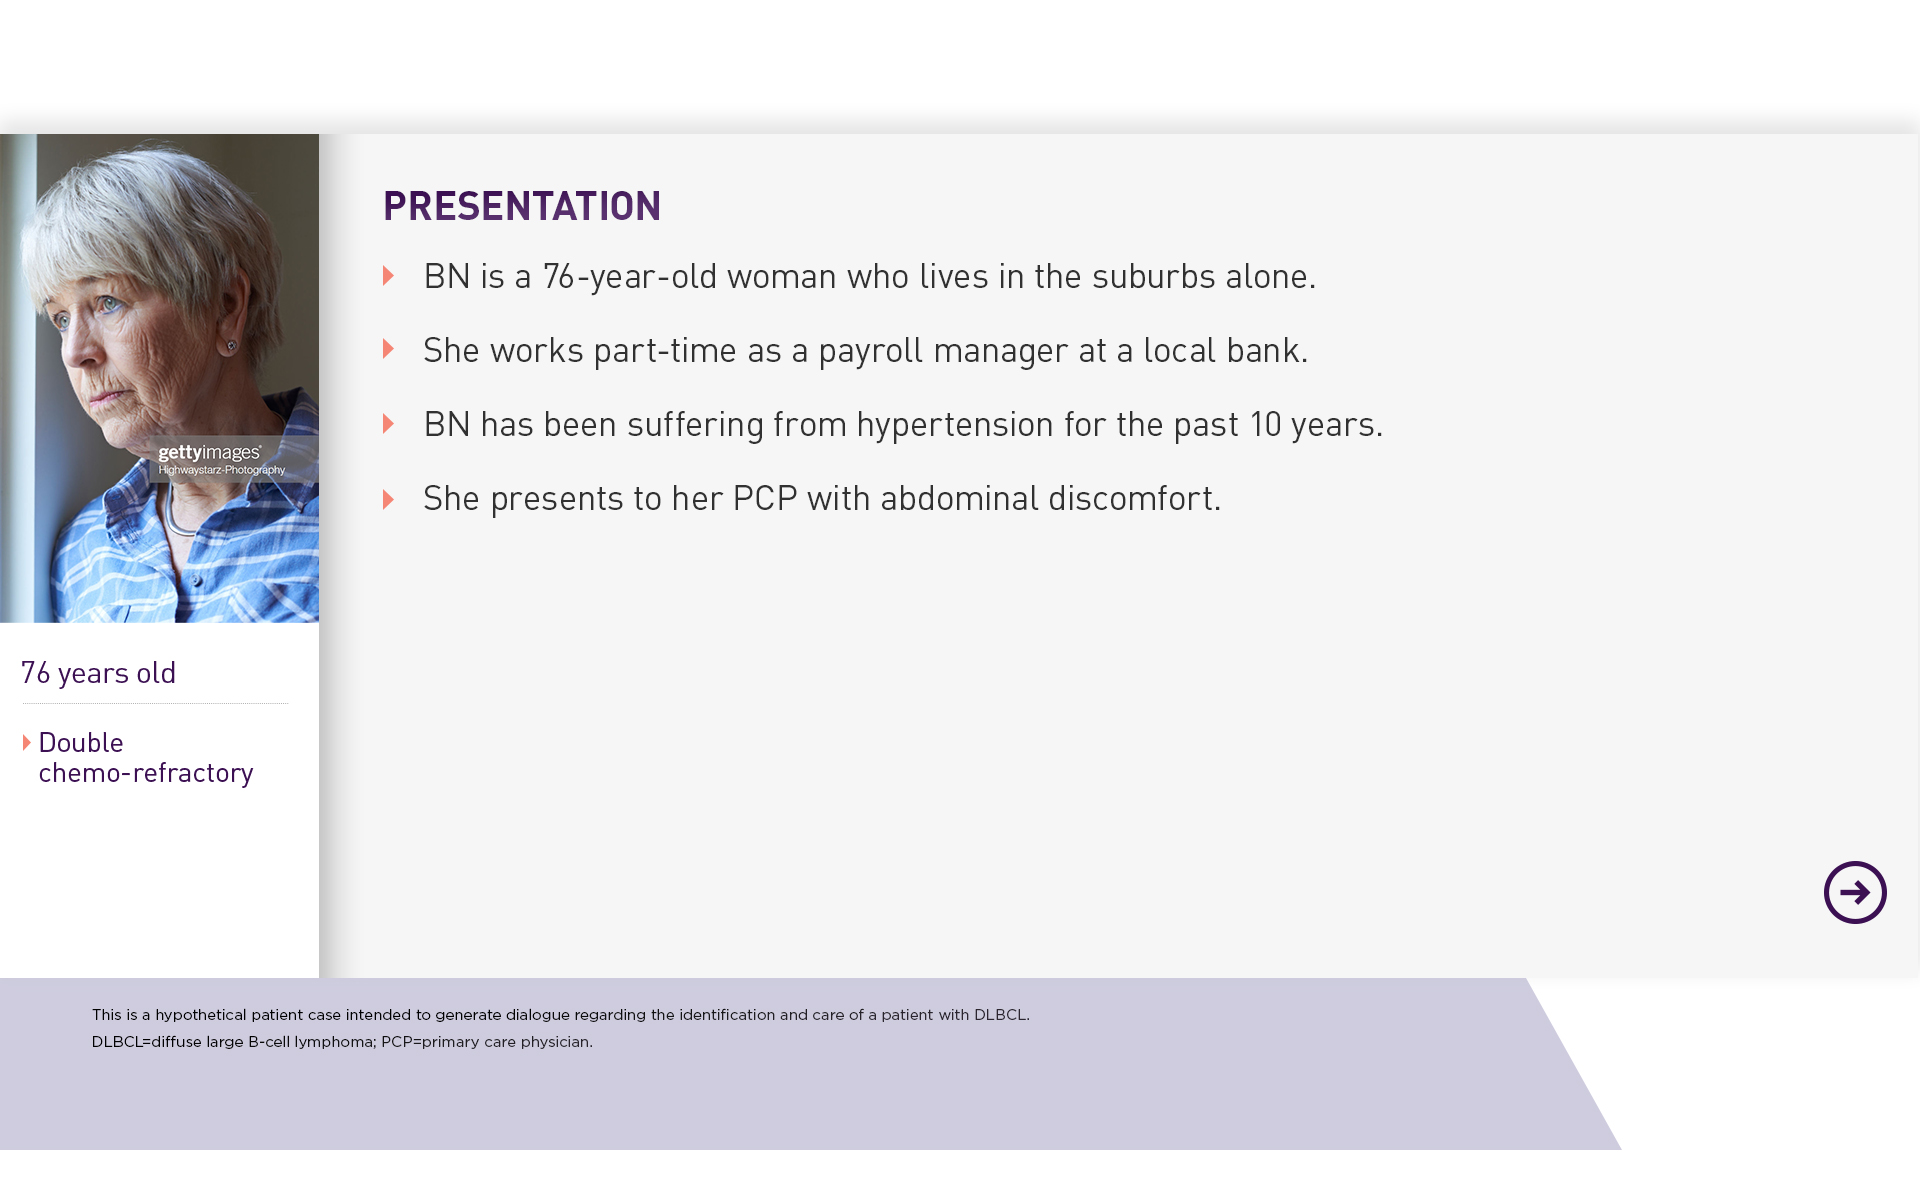 PRESENTATION
BN is a 76-year-old woman who lives in the suburbs alone.
She works part-time as a payroll manager at a local bank.
BN has been suffering from hypertension for the past 10 years.
She presents to her PCP with abdominal discomfort.
gettyimages®
Highwaystarz-Photography
76 years old
Double
chemo-refractory
This is a hypothetical patient case intended to generate dialogue regarding the identification and care of a patient with DLBCL.
DLBCL=diffuse large B-cell lymphoma; PCP=primary care physician.